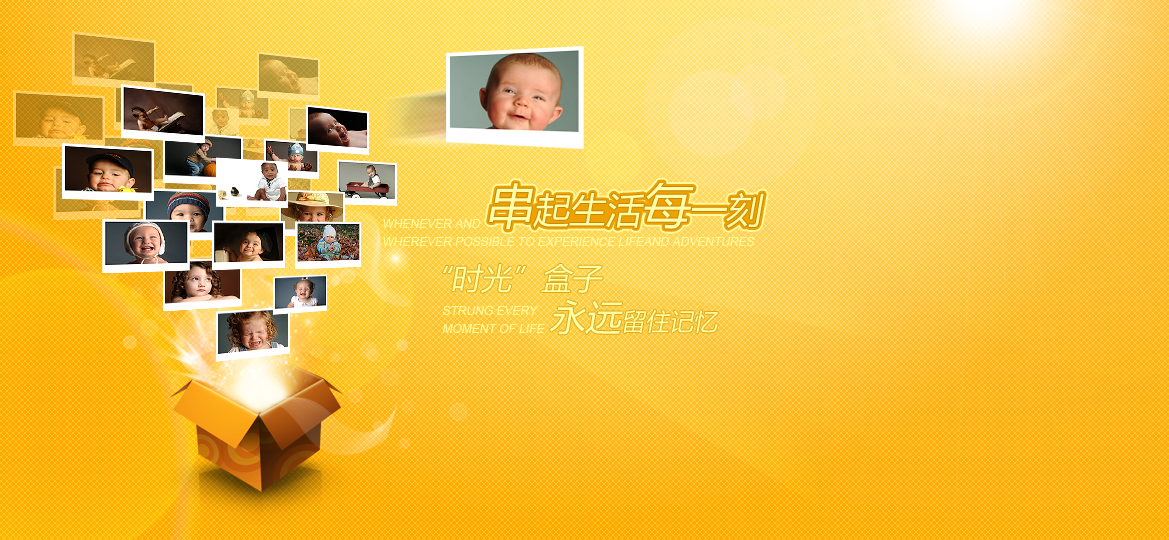 串起生活每一刻
WHENEVER AND
WHEREVER POSSIBLE TO EXPERIENCE LIFEAND ADVENTURES
“时光”盒子
STRUNG EVERY
MOMENT OF LIFE
永远留住记忆